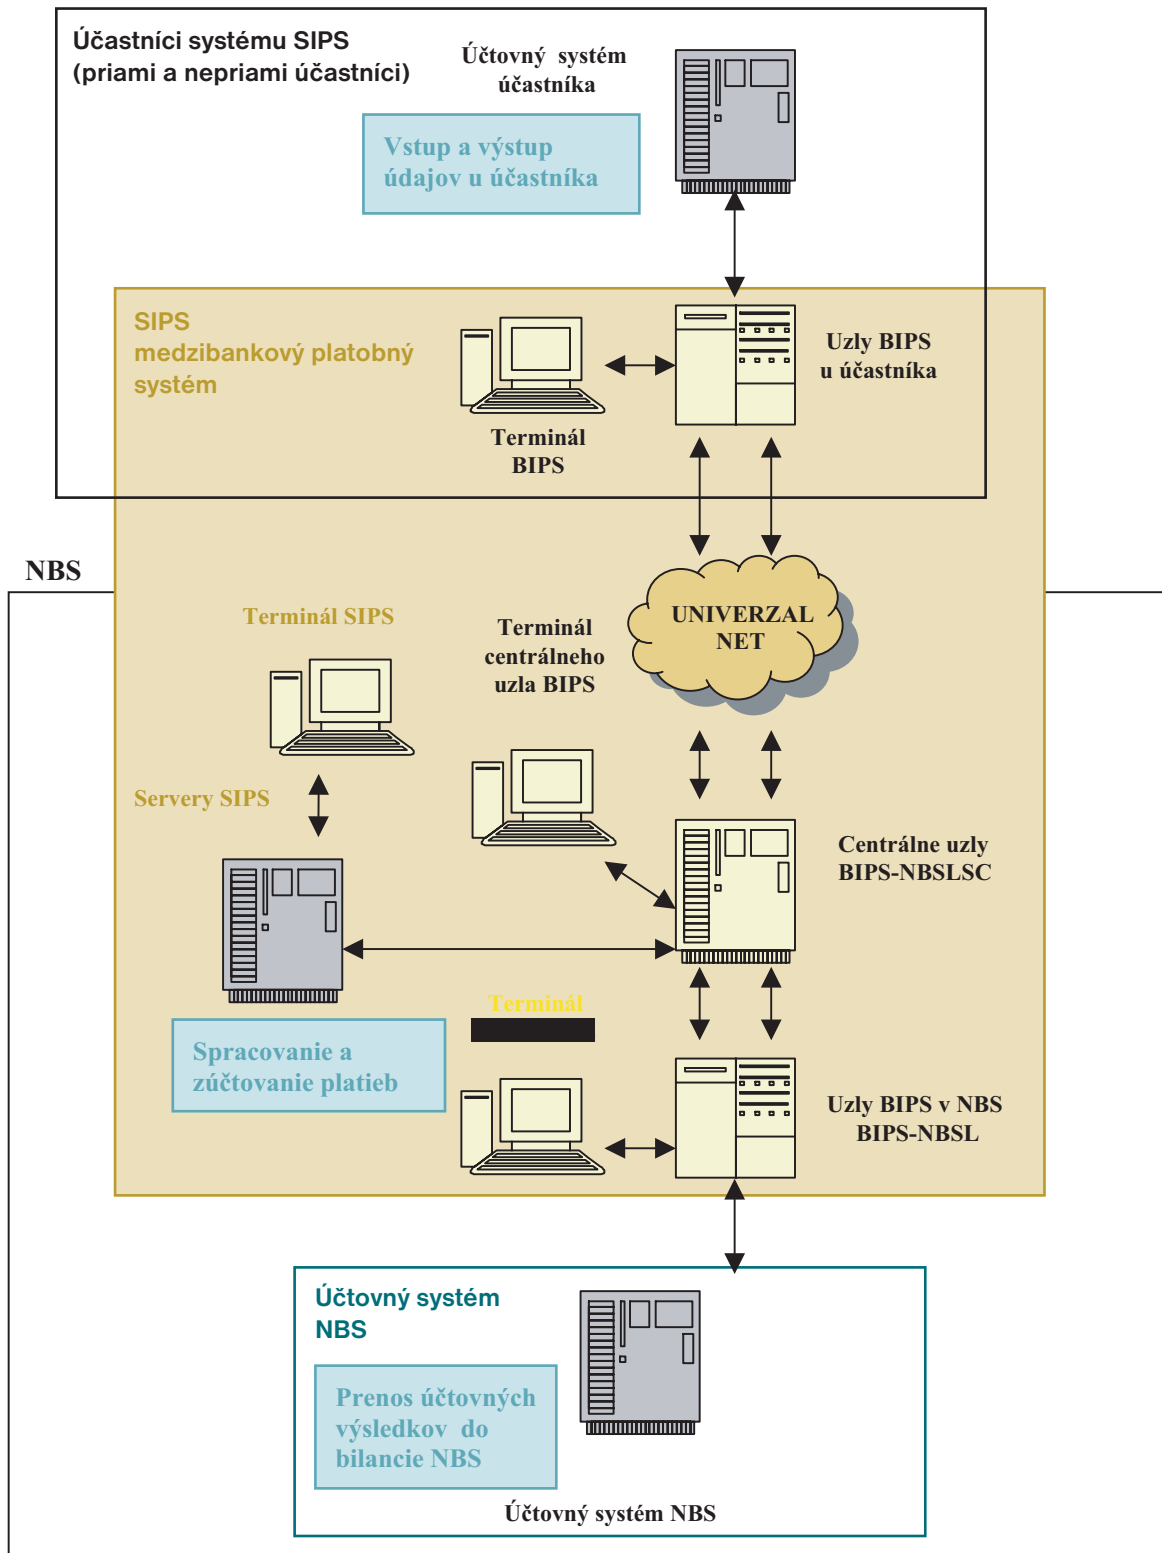 Účastníci systému SIPS
(priami a nepriami účastníci)
Účtovný systém
účastníka
Vstup a výstup
údajov u účastníka
SIPS
medzibankový platobný
systém
Uzly BIPS
u účastníka
Terminál
BIPS
NBS
UNIVERZAL
NET
Terminál SIPS
Terminál
centrálneho
uzla BIPS
Servery SIPS
Centrálne uzly
BIPS-NBSLSC
Terminál
Spracovanie a
zúčtovanie platieb
Uzly BIPS v NBS
BIPS-NBSL
Účtovný systém
NBS
Prenos účtovných
výsledkov do
bilancie NBS
Účtovný systém NBS